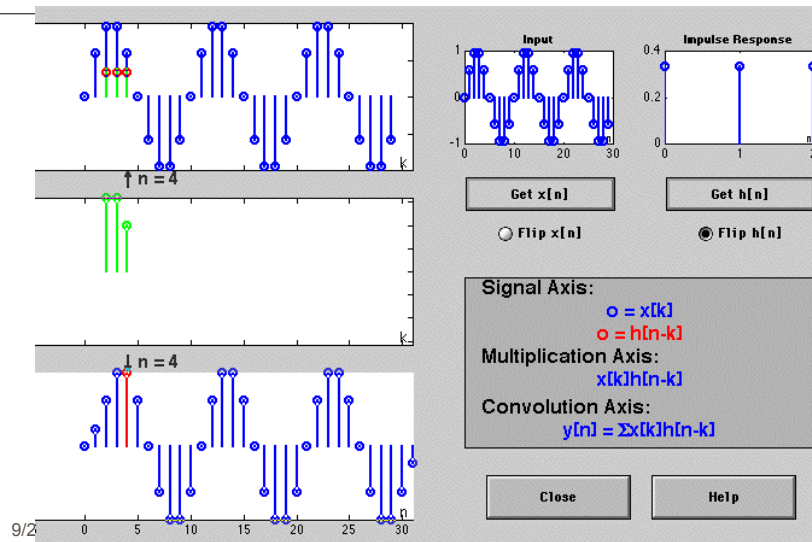 k
↑ n = 4
k
↓ n = 4
n
0 5 10 15 20 25 30
9/2
Input
1
0
-1
0 10 20 30
n
Impulse Response
0.4
0.2
0
0 1 2
n
Get x[n]
Get h[n]
Flip x[n]
Flip h[n]
Signal Axis:
o = x[k]
o = h[n-k]
Multiplication Axis:
x[k]h[n-k]
Convolution Axis:
y[n] = Σx[k]h[n-k]
Close
Help